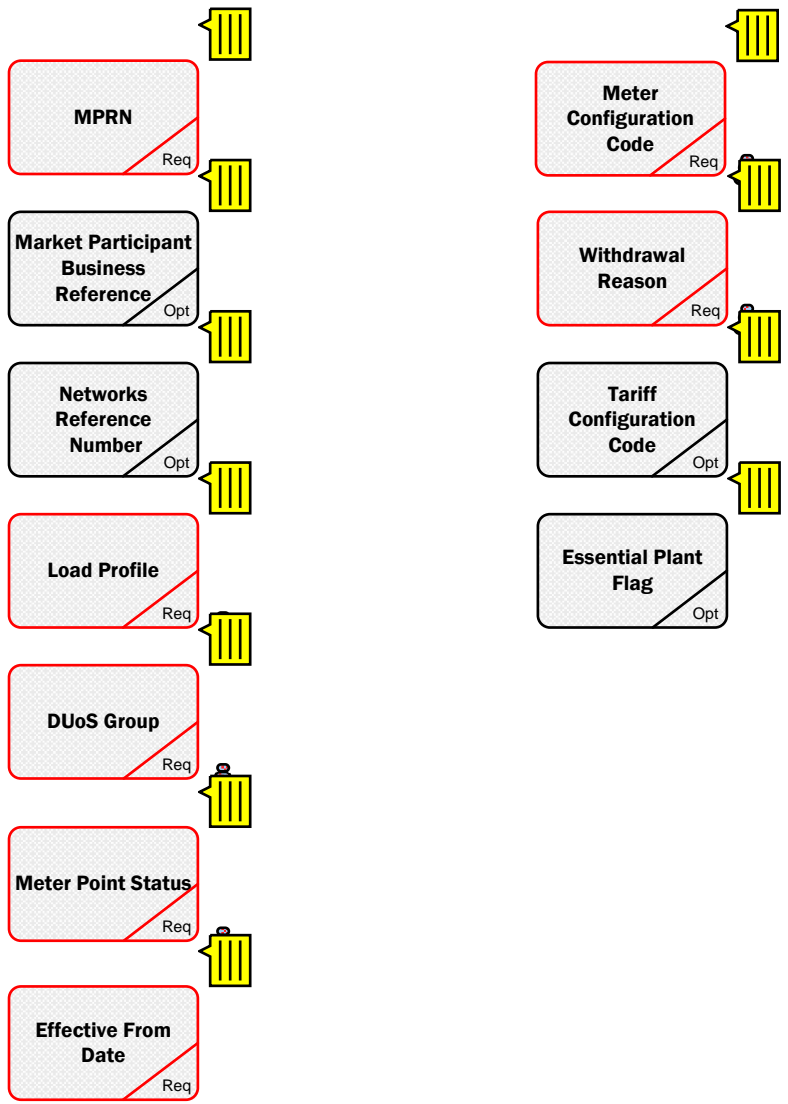 MPRN
Req
Market Participant
Business
Reference
Opt
Networks
Reference
Number
Opt
Load Profile
Req
DUoS Group
Req
Meter Point Status
Req
Effective From
Date
Req
Meter
Configuration
Code
Req
Withdrawal
Reason
Req
Tariff
Configuration
Code
Opt
Essential Plant
Flag
Opt